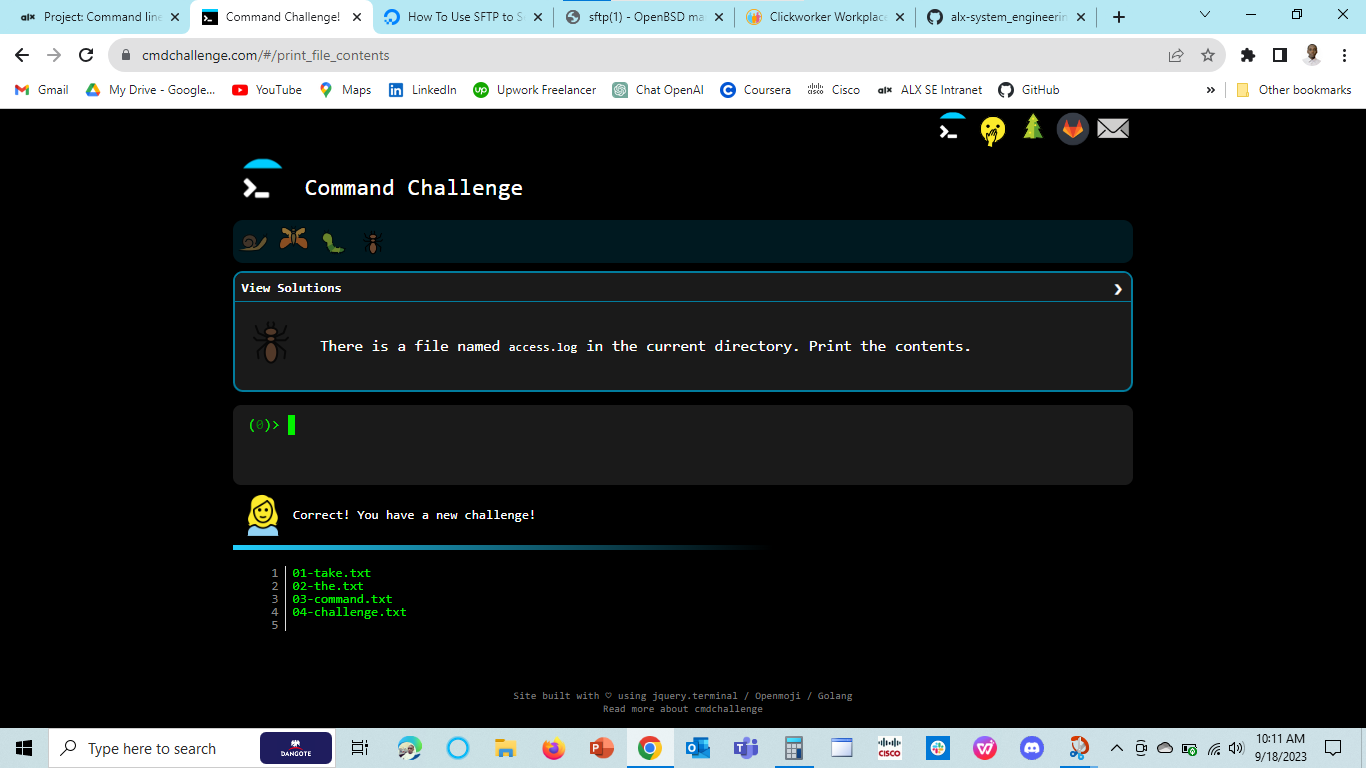 Project: Command line
Command Challenge!
How To Use SFTP to S
sftp(1) - OpenBSD ma
Clickworker Workplace
alx-system_engineerin
cmdchallenge.com/#/print_file_contents
Gmail
My Drive - Google...
YouTube
Maps
LinkedIn
Upwork Freelancer
Chat OpenAI
Coursera
Cisco
ALX SE Intranet
GitHub
»
Other bookmarks
Command Challenge
View Solutions
There is a file named access.log in the current directory. Print the contents.
(0)>
Correct! You have a new challenge!
1 01-take.txt
2 02-the.txt
3 03-command.txt
4 04-challenge.txt
5
Site built with ♡ using jquery.terminal / Openmoji / Golang
Read more about cmdchallenge
Type here to search
DANGOTE
CISCO
10:11 AM
9/18/2023